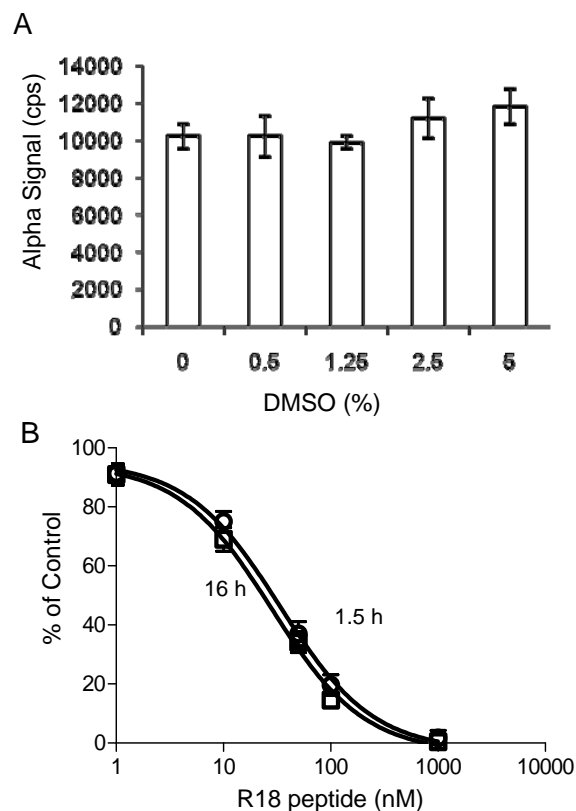 A
Alpha Signal (cps)
14000
12000
10000
8000
6000
4000
2000
0
0 0.5 1.25 2.5 5
DMSO (%)
B
% of Control
100
80
60
40
20
0
16 h
1.5 h
1 10 100 1000 10000
R18 peptide (nM)